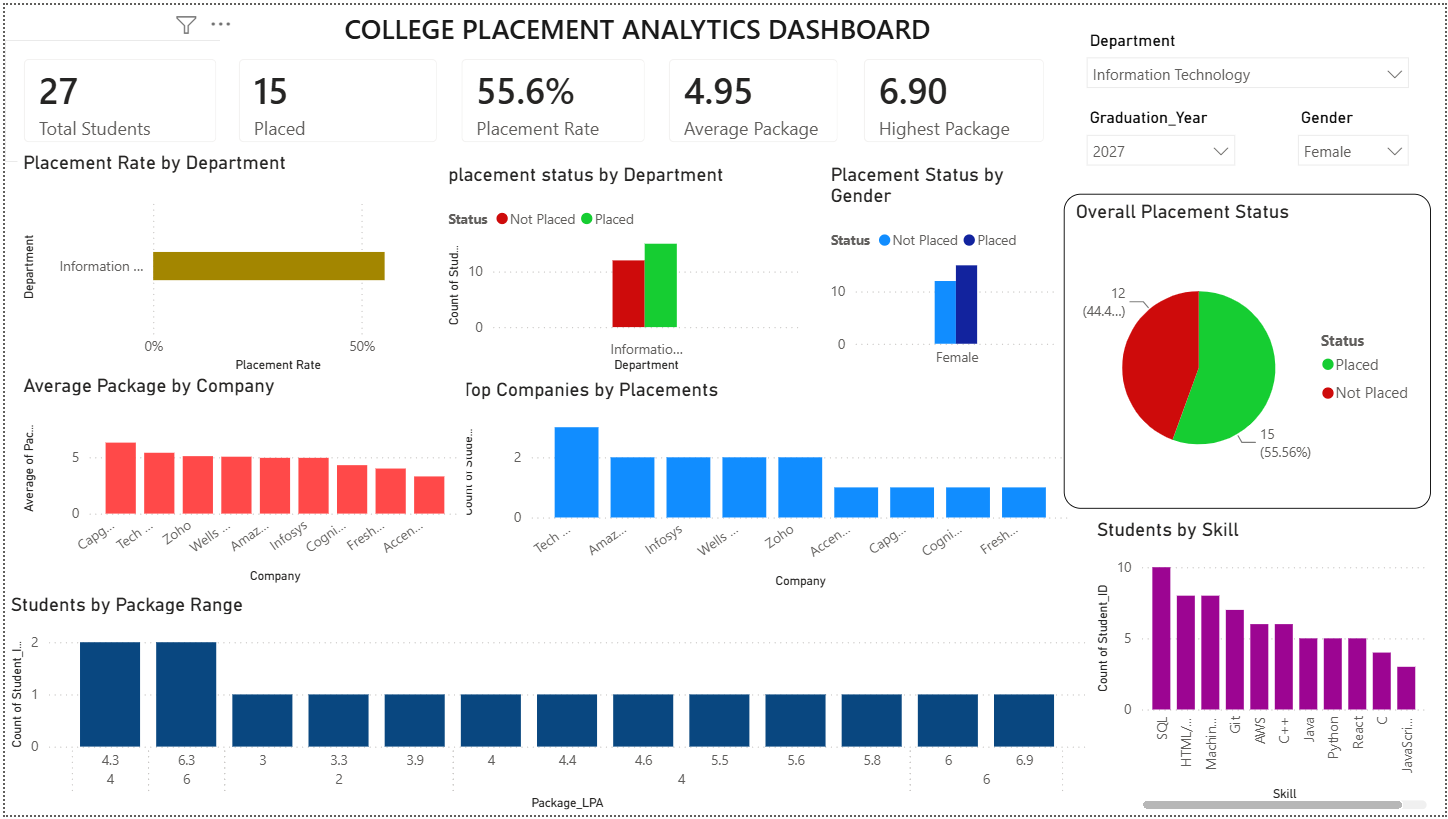 COLLEGE PLACEMENT ANALYTICS DASHBOARD
27
Total Students
15
Placed
55.6%
Placement Rate
4.95
Average Package
6.90
Highest Package
Department
Information Technology
Graduation_Year
2027
Gender
Female
Placement Rate by Department
Department
Information ...
0% 50%
Placement Rate
placement status by Department
Status Not Placed Placed
Count of Stud...
10
0
Informatio...
Department
Placement Status by
Gender
Status Not Placed Placed
10
0
Female
Overall Placement Status
12
(44.4...)
15
(55.56%)
Status
Placed
Not Placed
Average Package by Company
Average of Pac...
5
0
Capg... Tech ... Zoho Wells ... Amaz... Infosys Cogni... Fresh... Accen...
Company
Top Companies by Placements
Count of Stude...
2
0
Tech ... Amaz... Infosys Wells ... Zoho Accen... Capg... Cogni... Fresh...
Company
Students by Skill
Count of Student_ID
10
5
0
SQL HTML/... Machin... Git AWS C++ Java Python React C JavaScri...
Skill
Students by Package Range
Count of Student_I...
2
1
0
4.3 6.3 3 3.3 3.9 4 4.4 4.6 5.5 5.6 5.8 6 6.9
4 6 2 4 6
Package_LPA